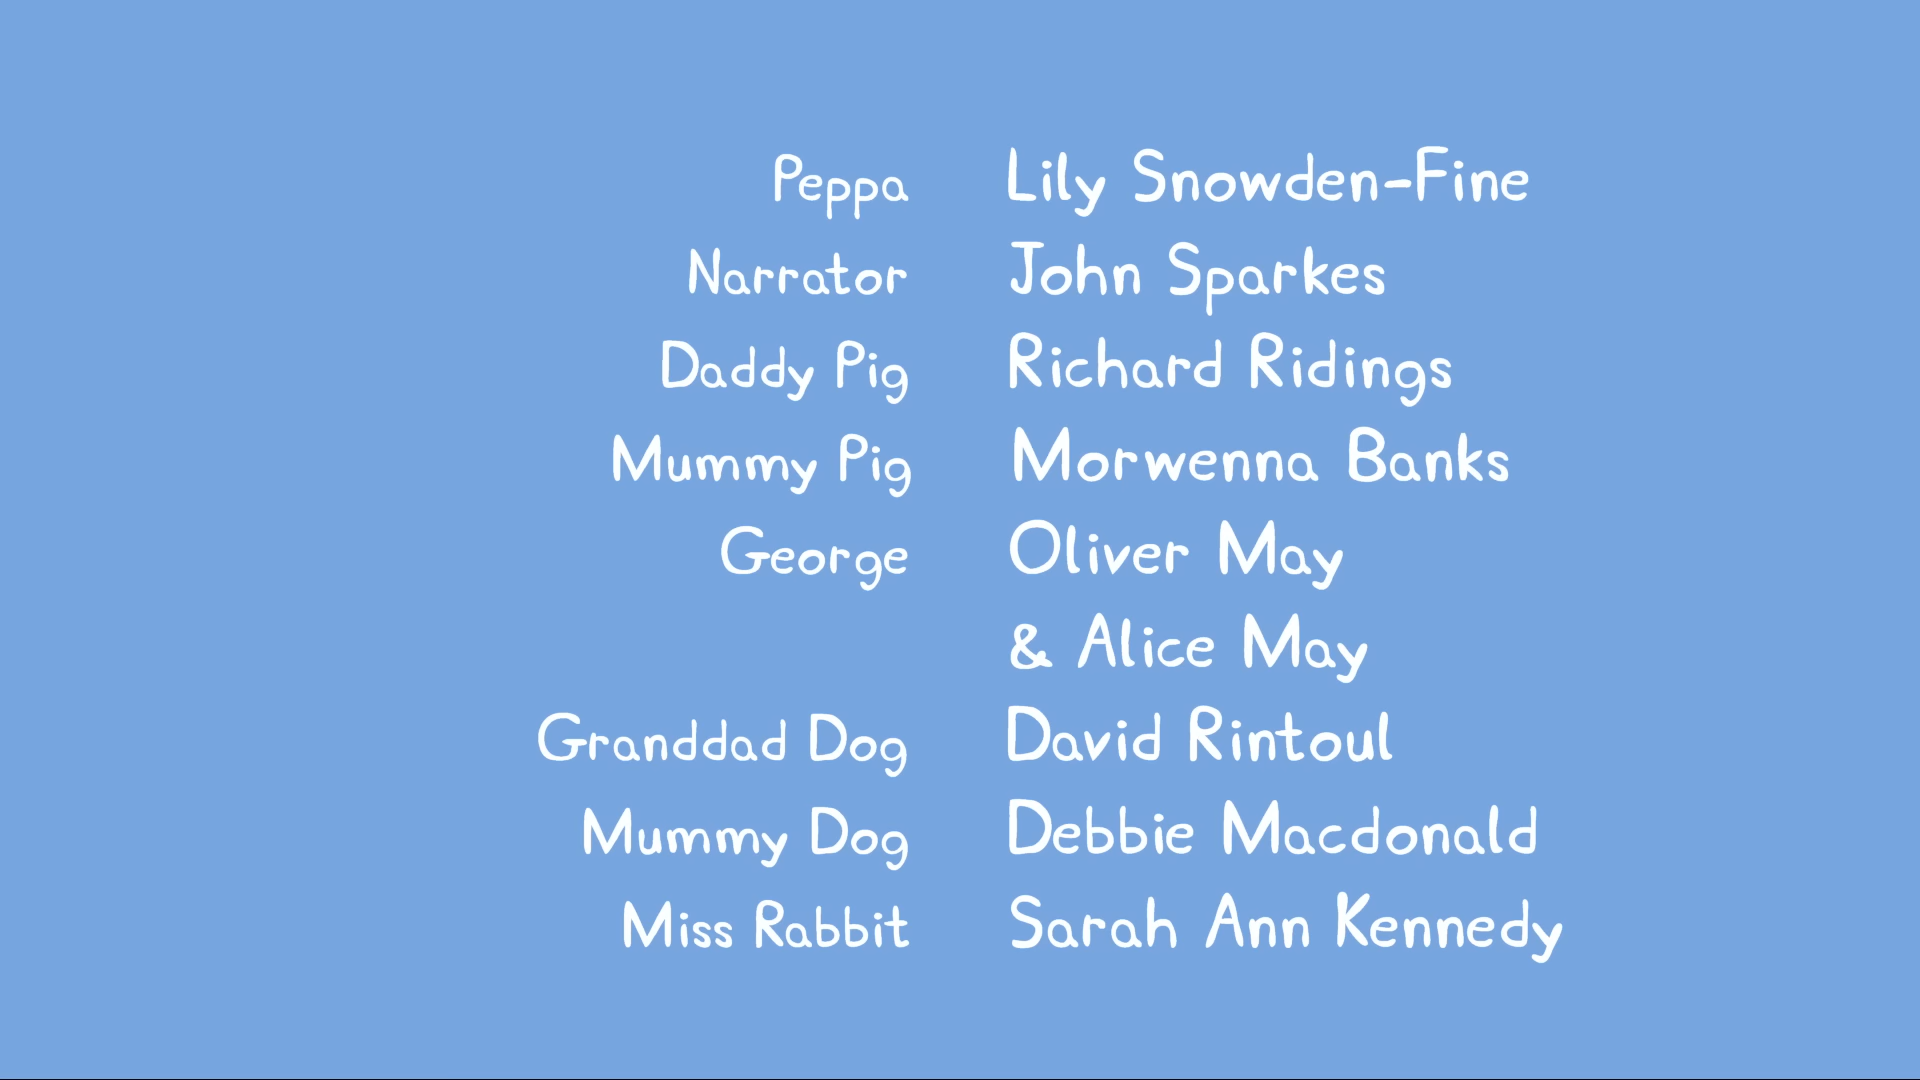 Peppa Lily Snowden-Fine
Narrator John Sparkes
Daddy Pig Richard Ridings
Mummy Pig Morwenna Banks
George Oliver May
& Alice May
Granddad Dog David Rintoul
Mummy Dog Debbie Macdonald
Miss Rabbit Sarah Ann Kennedy